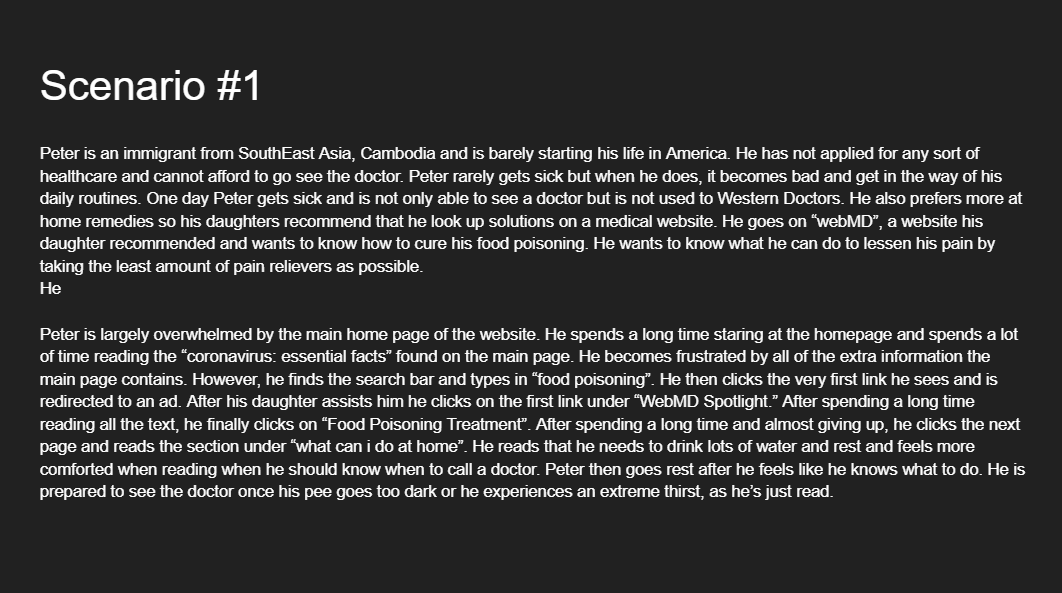 Scenario #1
Peter is an immigrant from SouthEast Asia, Cambodia and is barely starting his life in America. He has not applied for any sort of
healthcare and cannot afford to go see the doctor. Peter rarely gets sick but when he does, it becomes bad and get in the way of his
daily routines. One day Peter gets sick and is not only able to see a doctor but is not used to Western Doctors. He also prefers more at
home remedies so his daughters recommend that he look up solutions on a medical website. He goes on “webMD”, a website his
daughter recommended and wants to know how to cure his food poisoning. He wants to know what he can do to lessen his pain by
taking the least amount of pain relievers as possible.
He
Peter is largely overwhelmed by the main home page of the website. He spends a long time staring at the homepage and spends a lot
of time reading the “coronavirus: essential facts” found on the main page. He becomes frustrated by all of the extra information the
main page contains. However, he finds the search bar and types in “food poisoning”. He then clicks the very first link he sees and is
redirected to an ad. After his daughter assists him he clicks on the first link under “WebMD Spotlight.” After spending a long time
reading all the text, he finally clicks on “Food Poisoning Treatment”. After spending a long time and almost giving up, he clicks the next
page and reads the section under “what can i do at home”. He reads that he needs to drink lots of water and rest and feels more
comforted when reading when he should know when to call a doctor. Peter then goes rest after he feels like he knows what to do. He is
prepared to see the doctor once his pee goes too dark or he experiences an extreme thirst, as he’s just read.